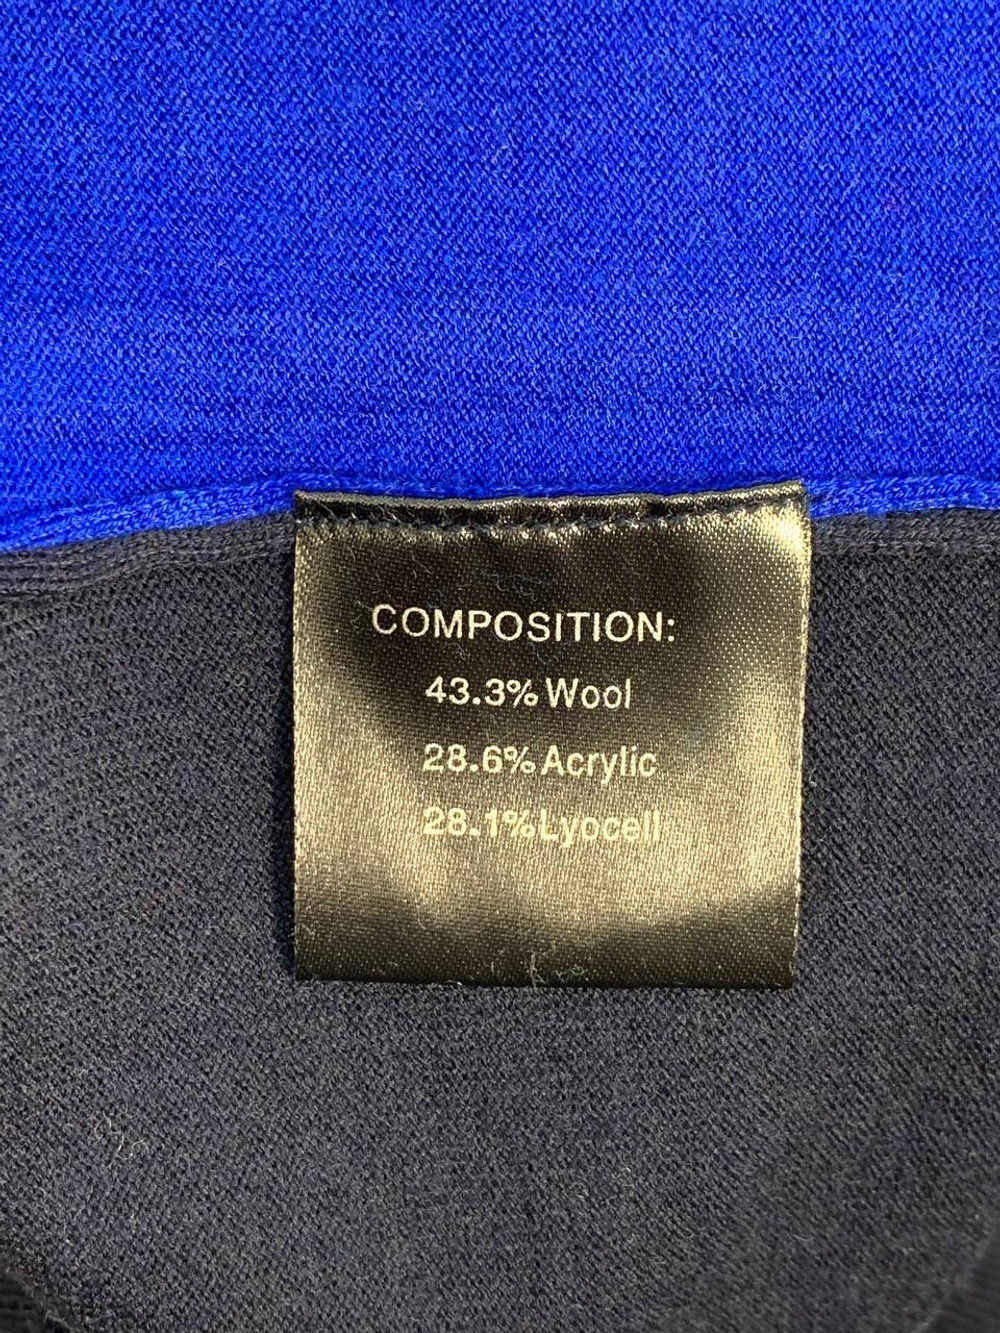 COMPOSITION:
43.3% Wool
28.6% Acrylic
28.1% Lyocell